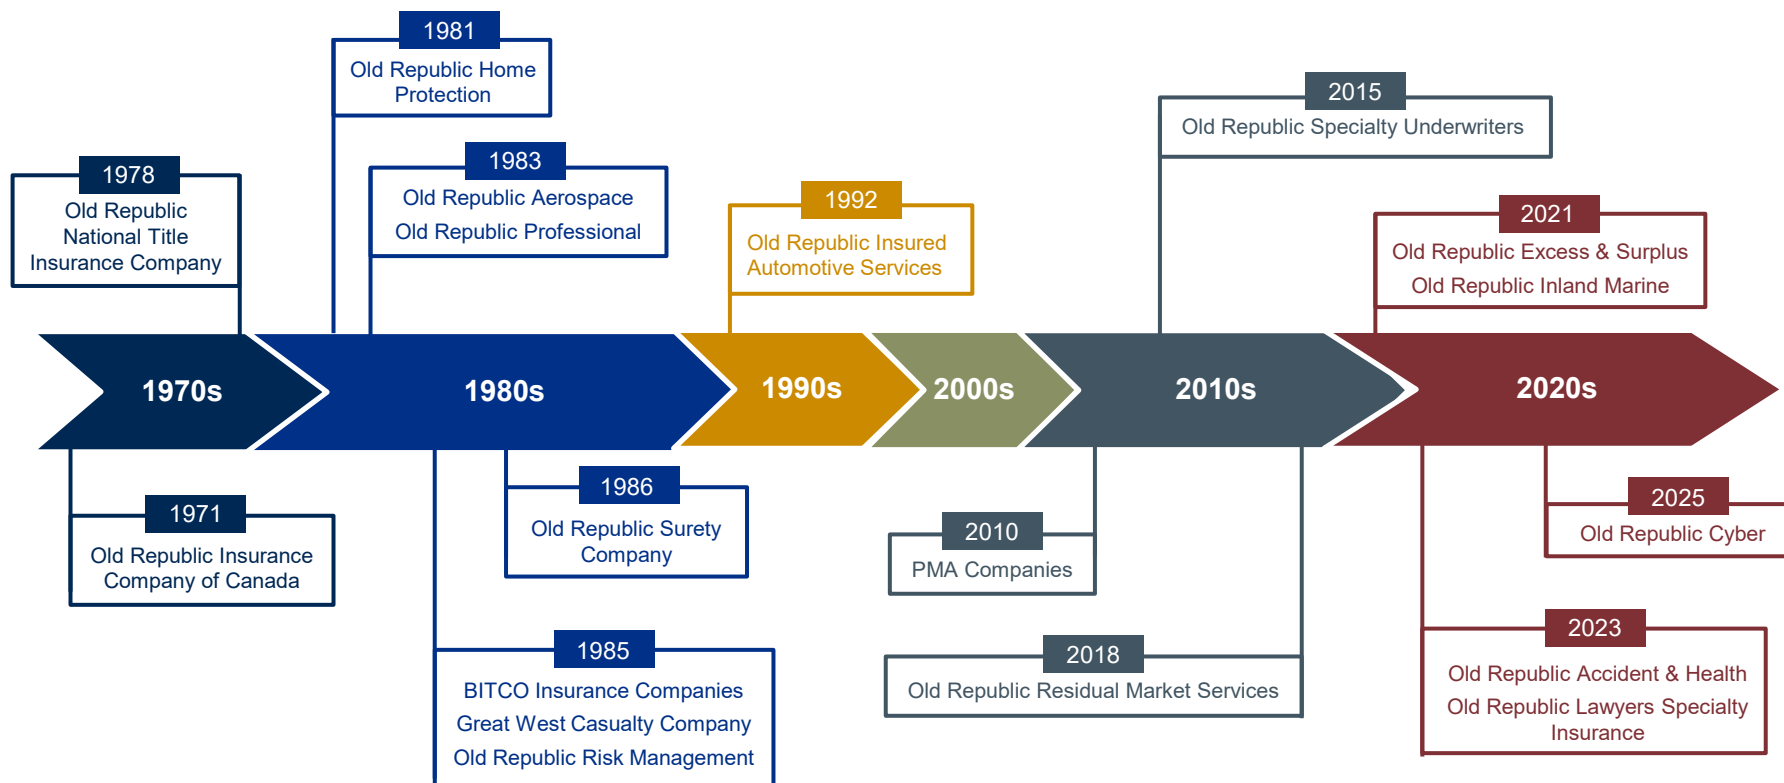 1981
Old Republic Home
Protection
1983
Old Republic Aerospace
Old Republic Professional
1978
Old Republic
National Title
Insurance Company
1992
Old Republic Insured
Automotive Services
2015
Old Republic Specialty Underwriters
2021
Old Republic Excess & Surplus
Old Republic Inland Marine
1970s
1980s
1990s
2000s
2010s
2020s
1971
Old Republic Insurance
Company of Canada
1986
Old Republic Surety
Company
1985
BITCO Insurance Companies
Great West Casualty Company
Old Republic Risk Management
2010
PMA Companies
2018
Old Republic Residual Market Services
2025
Old Republic Cyber
2023
Old Republic Accident & Health
Old Republic Lawyers Specialty
Insurance